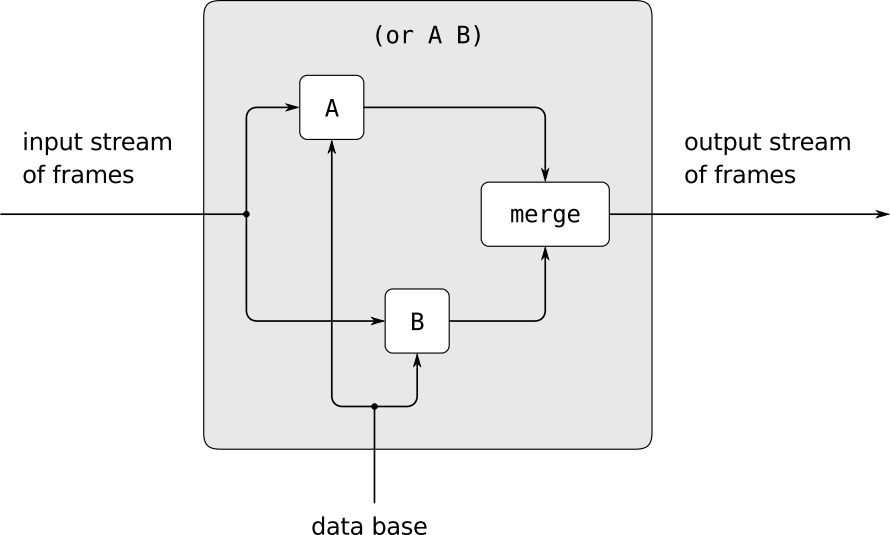 (or A B)
A
input stream
of frames
output stream
of frames
merge
B
data base